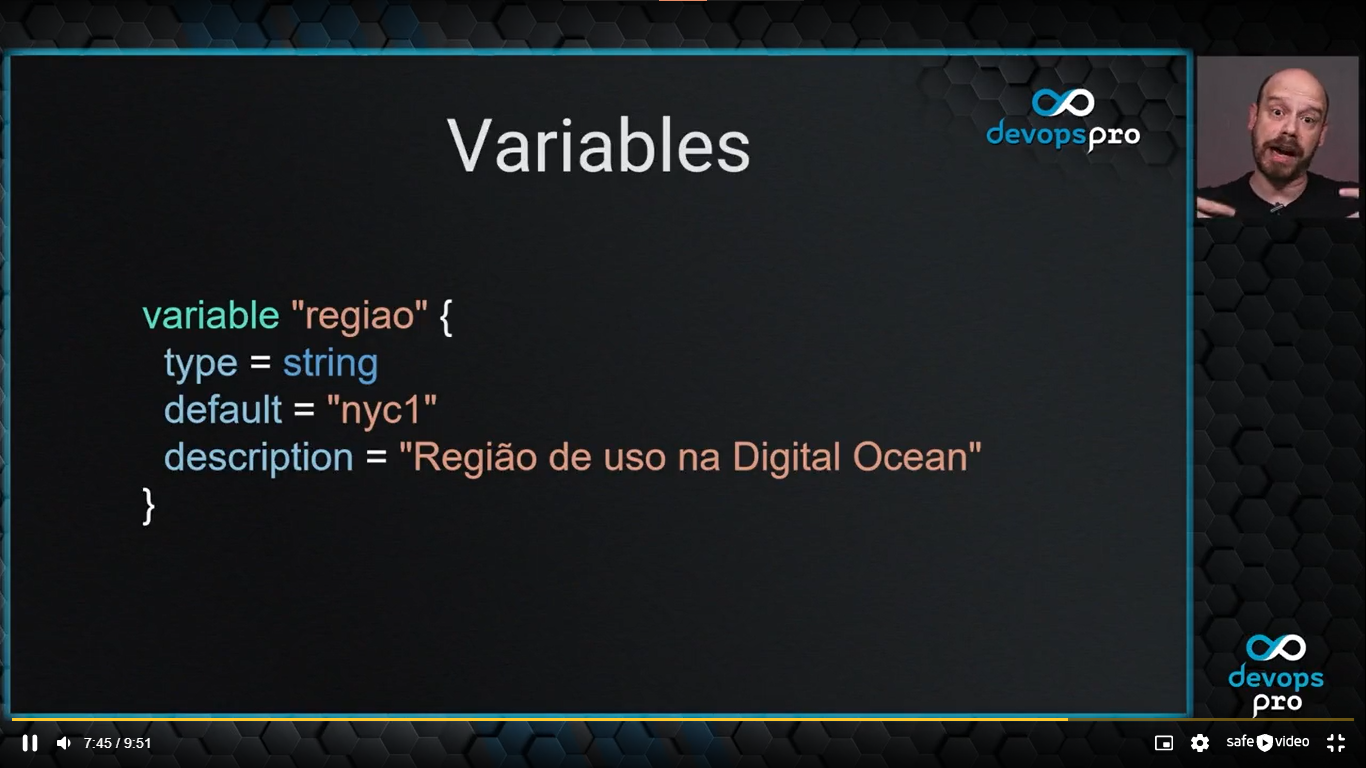 Variables
devopspro
variable "regiao" {
type = string
default = "nyc1"
description = "Região de uso na Digital Ocean"
}
devops
pro
7:45 / 9:51
safe video